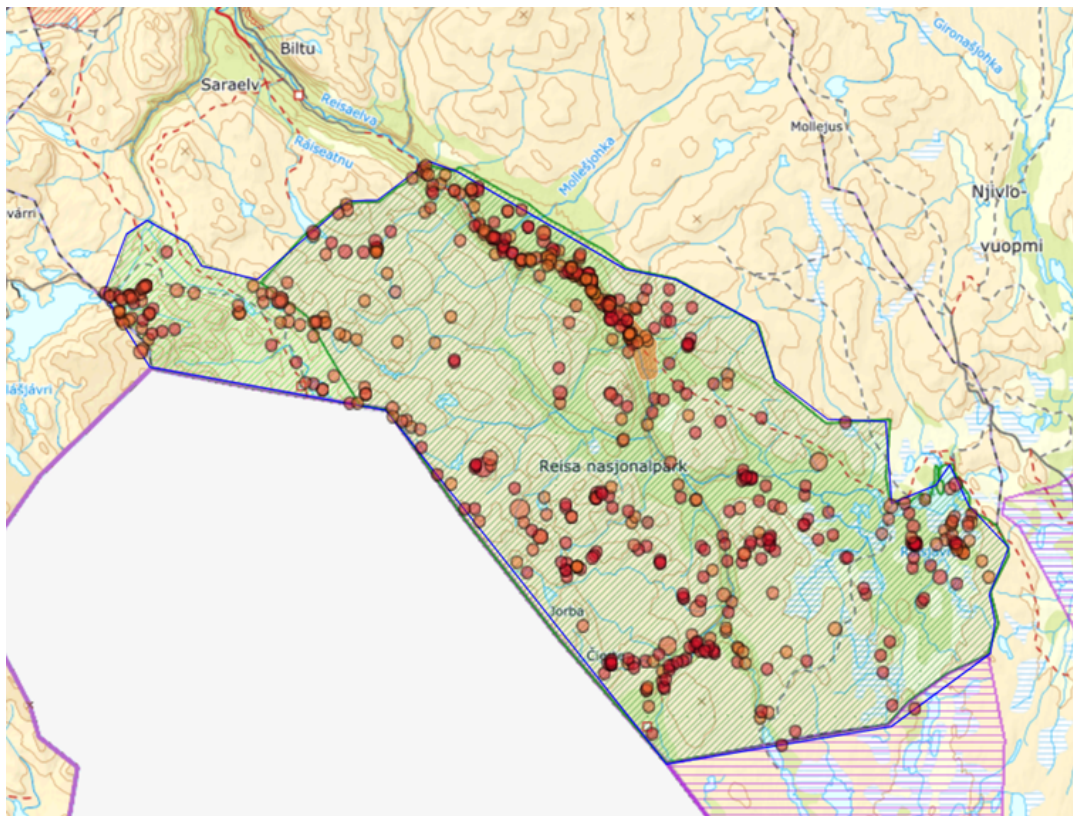 Gironašjohka
Biltu
Saraelv
Reisaelva
Ráiseatnu
Mollešjohka
Mollejus
Njivlo-
várri
vuopmi
Reisa nasjonalpark
Jorba